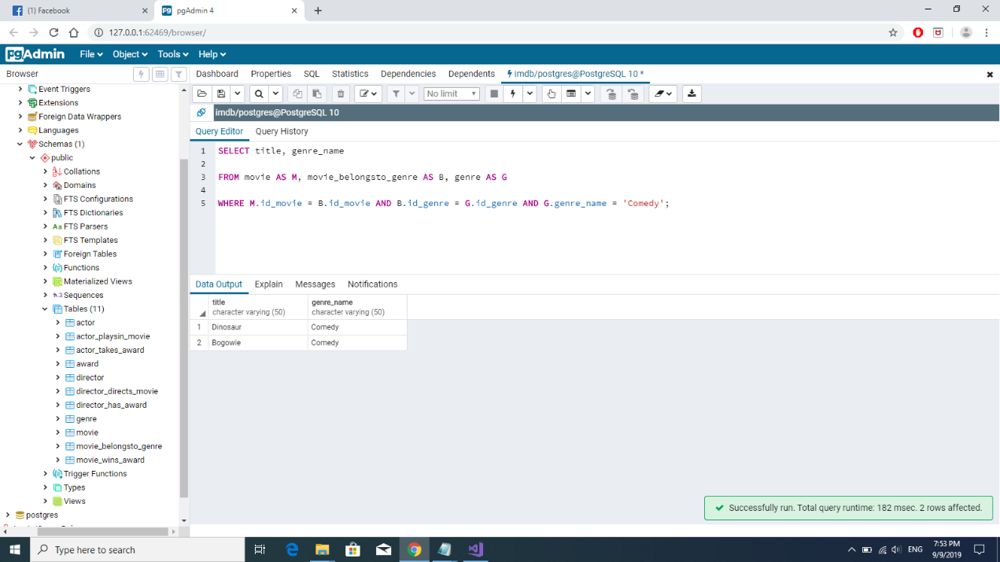 (1) Facebook
pgAdmin 4
127.0.0.1:62469/browser/
pgAdmin File Object Tools Help
Browser
Dashboard Properties SQL Statistics Dependencies Dependents imdb/postgres@PostgreSQL 10 *
No limit
imdb/postgres@PostgreSQL 10
Query Editor Query History
1 SELECT title, genre_name
2
3 FROM movie AS M, movie_belongsto_genre AS B, genre AS G
4
5 WHERE M.id_movie = B.id_movie AND B.id_genre = G.id_genre AND G.genre_name = 'Comedy';
Data Output Explain Messages Notifications
title genre_name
character varying (50) character varying (50)
1 Dinosaur Comedy
2 Bogowie Comedy
Successfully run. Total query runtime: 182 msec. 2 rows affected.
Event Triggers
Extensions
Foreign Data Wrappers
Languages
Schemas (1)
public
Collations
Domains
FTS Configurations
FTS Dictionaries
Aa FTS Parsers
FTS Templates
Foreign Tables
Functions
Materialized Views
1..3 Sequences
Tables (11)
actor
actor_playsin_movie
actor_takes_award
award
director
director_directs_movie
director_has_award
genre
movie
movie_belongsto_genre
movie_wins_award
Trigger Functions
Types
Views
postgres
Type here to search
ENG
7:53 PM
9/9/2019